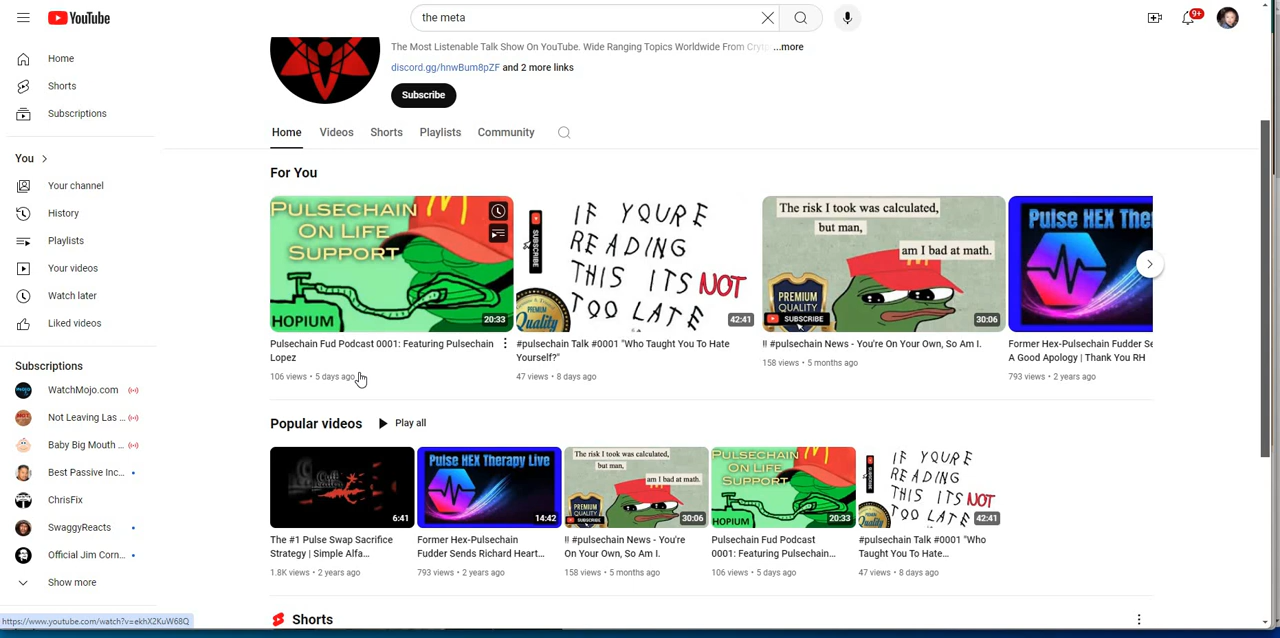 YouTube
the meta
9+
Home
Shorts
Subscriptions
You
Your channel
History
Playlists
Your videos
Watch later
Liked videos
Subscriptions
WatchMojo.com
Not Leaving Las ...
Baby Big Mouth ...
Best Passive Inc...
ChrisFix
SwaggyReacts
Official Jim Corn...
Show more
https://www.youtube.com/watch?v=ekhX2KuW68Q
The Most Listenable Talk Show On YouTube. Wide Ranging Topics Worldwide From Cryp ...more
discord.gg/hnwBum8pZF and 2 more links
Subscribe
Home Videos Shorts Playlists Community
For You
PULSECHAIN
ON LIFE
SUPPORT
HOPIUM
20:33
Pulsechain Fud Podcast 0001: Featuring Pulsechain
Lopez
106 views • 5 days ago
SUBSCRIBE
IF YOURE
READING
THIS ITS NOT
TOO LATE
Premium
Quality
42:41
#pulsechain Talk #0001 "Who Taught You To Hate
Yourself?"
47 views • 8 days ago
The risk I took was calculated,
but man,
am I bad at math.
PREMIUM
QUALITY
SUBSCRIBE
30:06
!! #pulsechain News - You're On Your Own, So Am I.
158 views • 5 months ago
Pulse HEX Ther
Former Hex-Pulsechain Fudder Se
A Good Apology | Thank You RH
793 views • 2 years ago
Popular videos Play all
6:41
The #1 Pulse Swap Sacrifice
Strategy | Simple Alfa...
1.8K views • 2 years ago
Pulse HEX Therapy Live
14:42
Former Hex-Pulsechain
Fudder Sends Richard Heart...
793 views • 2 years ago
The risk I took was calculated,
but man,
am I bad at math.
PREMIUM
QUALITY
SUBSCRIBE
30:06
!! #pulsechain News - You're
On Your Own, So Am I.
158 views • 5 months ago
PULSECHAIN
ON LIFE
SUPPORT
HOPIUM
20:33
Pulsechain Fud Podcast
0001: Featuring Pulsechain...
106 views • 5 days ago
SUBSCRIBE
IF YOURE
READING
THIS ITS NOT
TOO LATE
Quality
42:41
#pulsechain Talk #0001 "Who
Taught You To Hate...
47 views • 8 days ago
Shorts